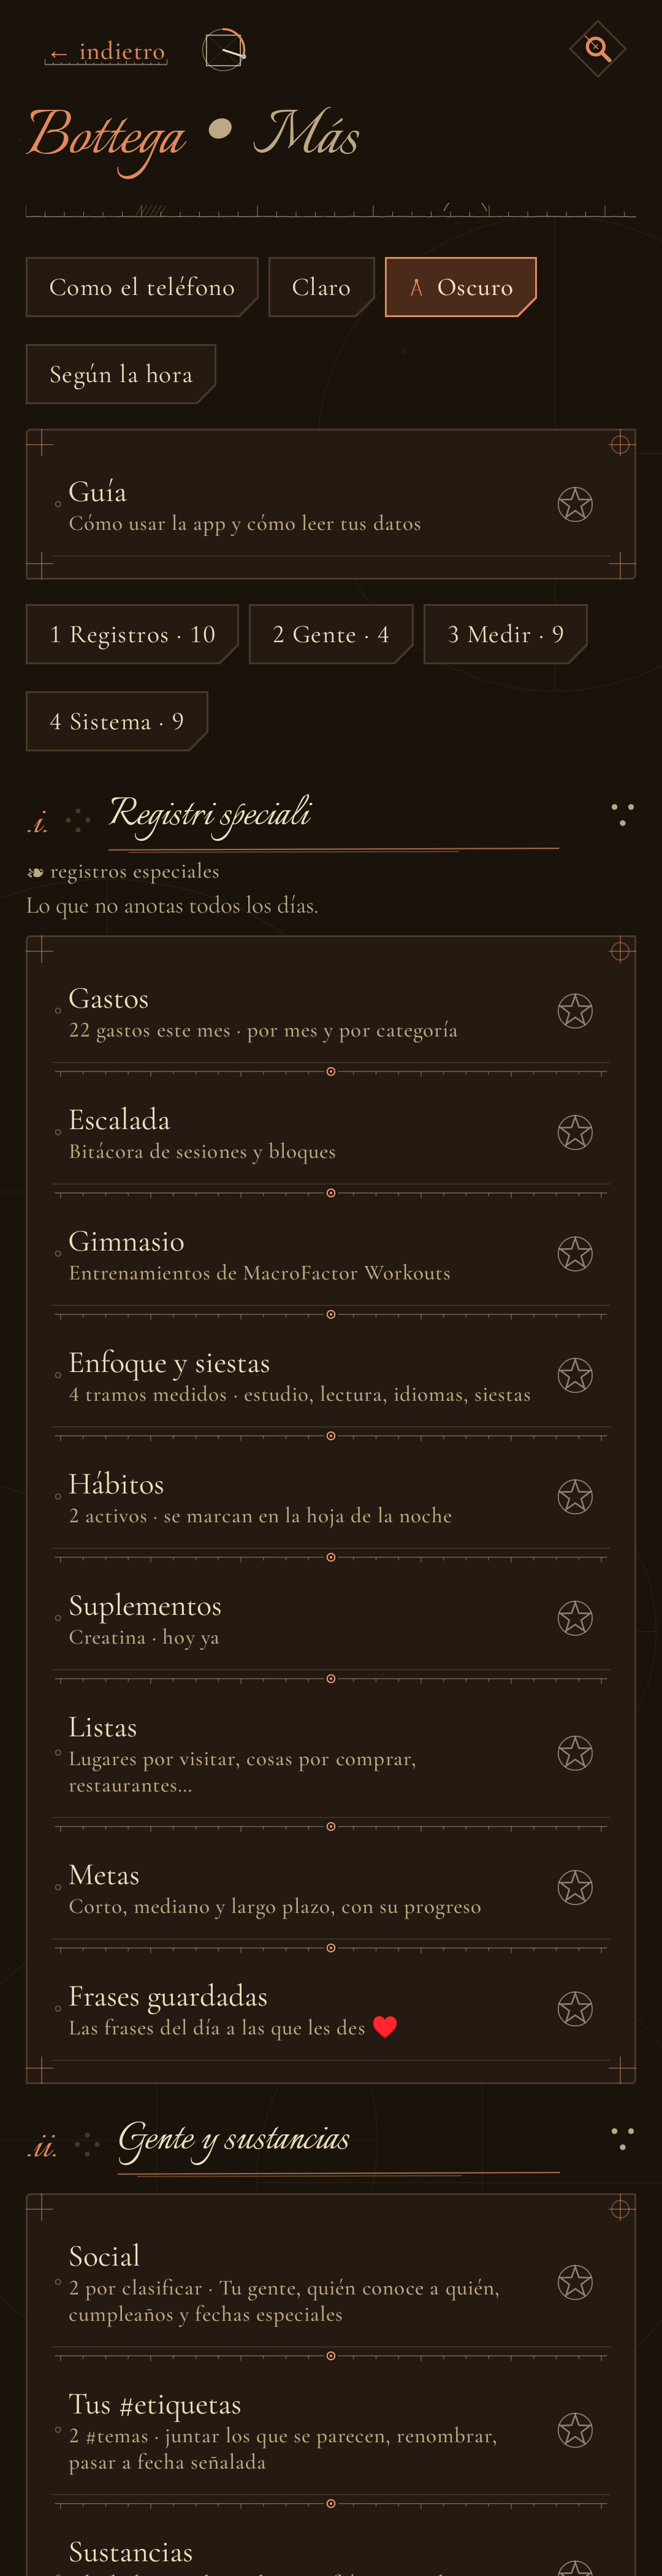 ← indietro
Bottega • Más
Como el teléfono
Claro
Oscuro
Según la hora
Guía
Cómo usar la app y cómo leer tus datos
1 Registros · 10
2 Gente · 4
3 Medir · 9
4 Sistema · 9
.i. Registri speciali
❧ registros especiales
Lo que no anotas todos los días.
Gastos
22 gastos este mes · por mes y por categoría
Escalada
Bitácora de sesiones y bloques
Gimnasio
Entrenamientos de MacroFactor Workouts
Enfoque y siestas
4 tramos medidos · estudio, lectura, idiomas, siestas
Hábitos
2 activos · se marcan en la hoja de la noche
Suplementos
Creatina · hoy ya
Listas
Lugares por visitar, cosas por comprar,
restaurantes...
Metas
Corto, mediano y largo plazo, con su progreso
Frases guardadas
Las frases del día a las que les des ❤️
.ii. Gente y sustancias
Social
2 por clasificar · Tu gente, quién conoce a quién,
cumpleaños y fechas especiales
Tus #etiquetas
2 #temas · juntar los que se parecen, renombrar,
pasar a fecha señalada
Sustancias